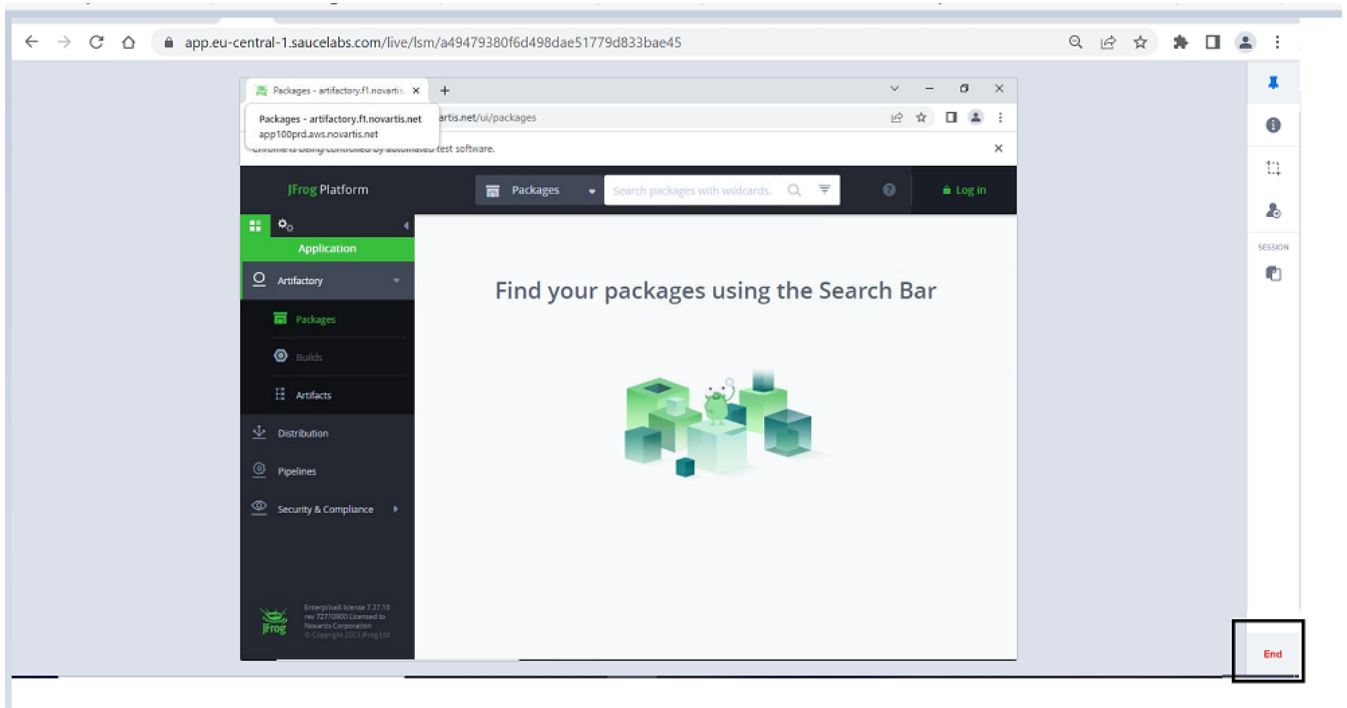 app.eu-central-1.saucelabs.com/live/lsm/a49479380f6d498dae51779d833bae45
Packages - artifactory.f1.novartis
Packages - artifactory.f1.novartis.net
app100prd.aws.novartis.net
artis.net/ui/packages
Chrome is being controlled by automated test software.
JFrog Platform
Packages
Search packages with wildcards.
Log in
Application
Artifactory
Packages
Builds
Artifacts
Distribution
Pipelines
Security & Compliance
Find your packages using the Search Bar
SESSION
JFrog
EnterpriseX license 7.27.10
rev 72710900 Licensed to
Novartis Corporation
© Copyright 2023 JFrog Ltd
End